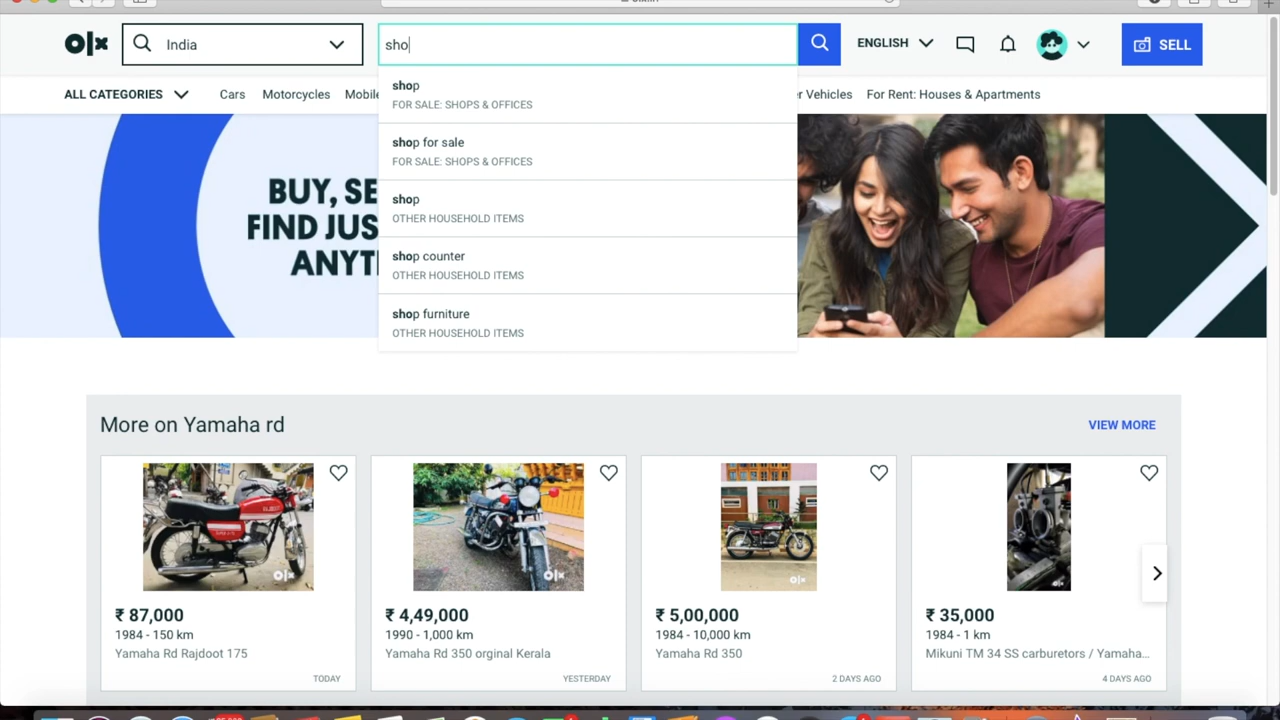 olx
India
sho
ENGLISH
SELL
ALL CATEGORIES
Cars
Motorcycles
Vehicles
For Rent: Houses & Apartments
shop
FOR SALE: SHOPS & OFFICES
shop for sale
FOR SALE: SHOPS & OFFICES
shop
OTHER HOUSEHOLD ITEMS
shop counter
OTHER HOUSEHOLD ITEMS
shop furniture
OTHER HOUSEHOLD ITEMS
BUY, SE
FIND JUS
ANYT
More on Yamaha rd
VIEW MORE
olx
olx
olx
olx
₹ 87,000
1984 - 150 km
Yamaha Rd Rajdoot 175
TODAY
₹ 4,49,000
1990 - 1,000 km
Yamaha Rd 350 orginal Kerala
YESTERDAY
₹ 5,00,000
1984 - 10,000 km
Yamaha Rd 350
2 DAYS AGO
₹ 35,000
1984 - 1 km
Mikuni TM 34 SS carburetors / Yamaha...
4 DAYS AGO